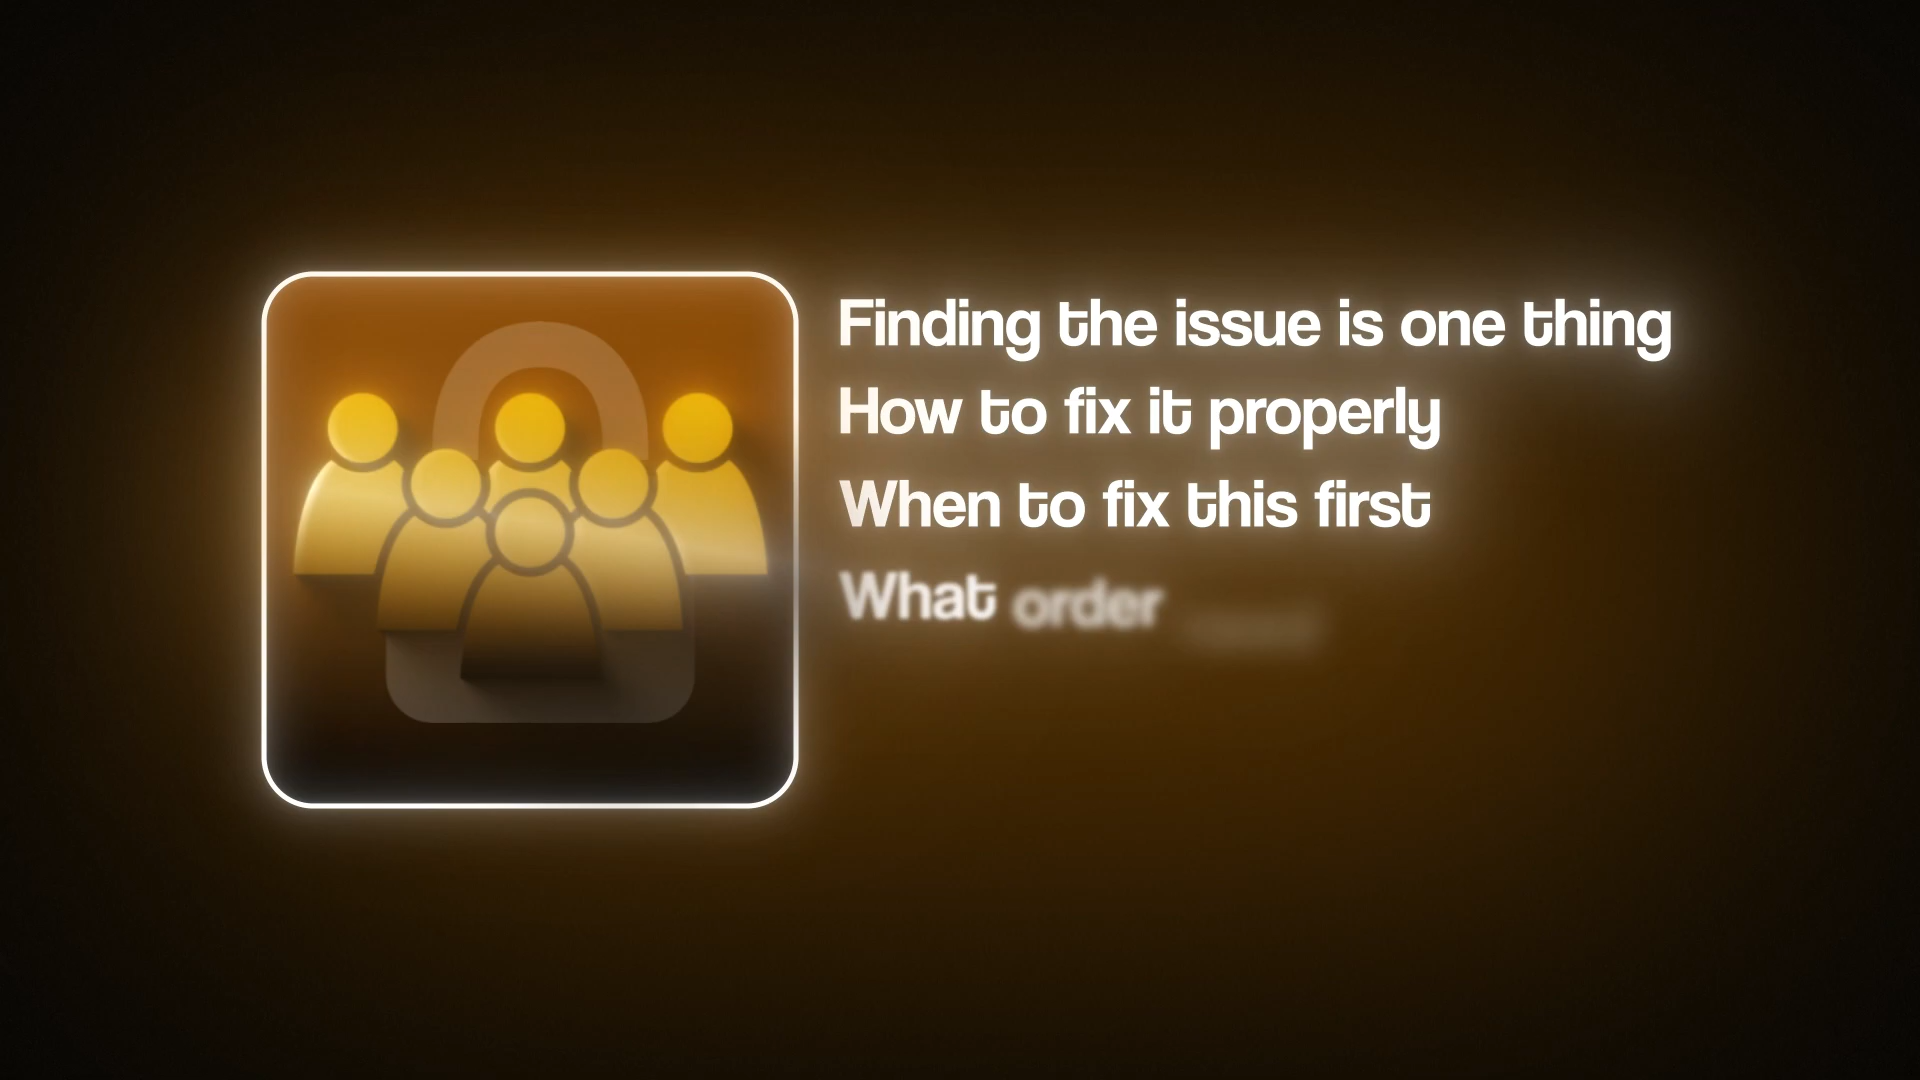 Finding the issue is one thing
How to fix it properly
When to fix this first
What order